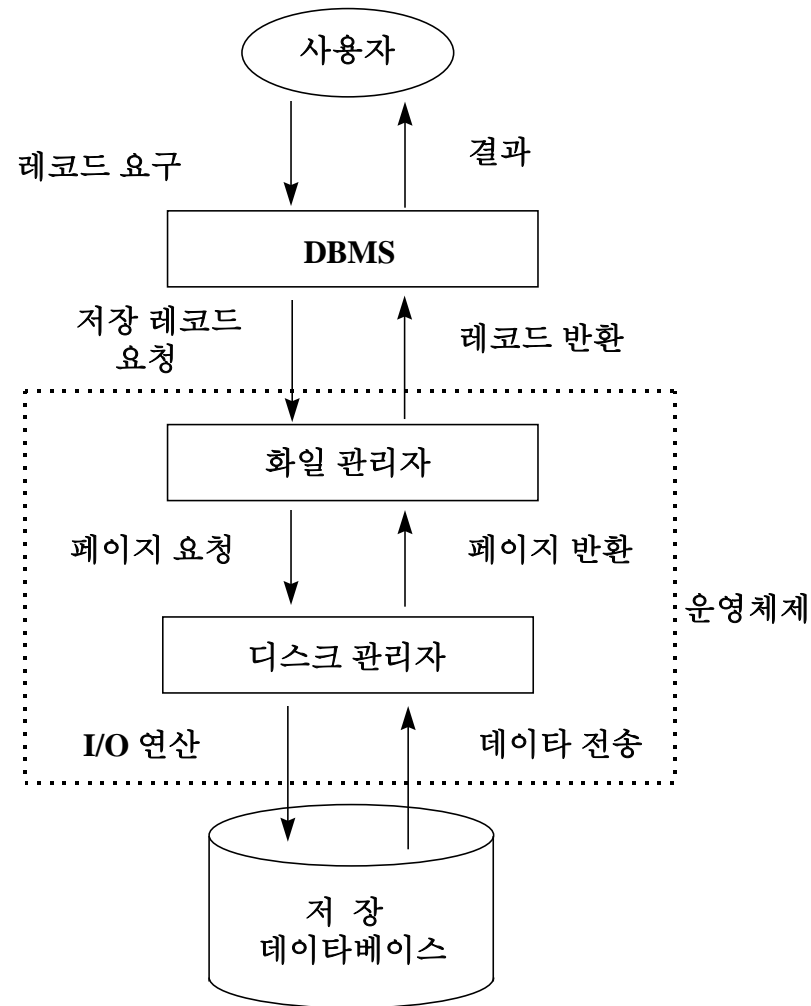 사용자
레코드 요구
결과
DBMS
저장 레코드
요청
레코드 반환
화일 관리자
페이지 요청
페이지 반환
운영체제
디스크 관리자
I/O 연산
데이타 전송
저 장
데이타베이스